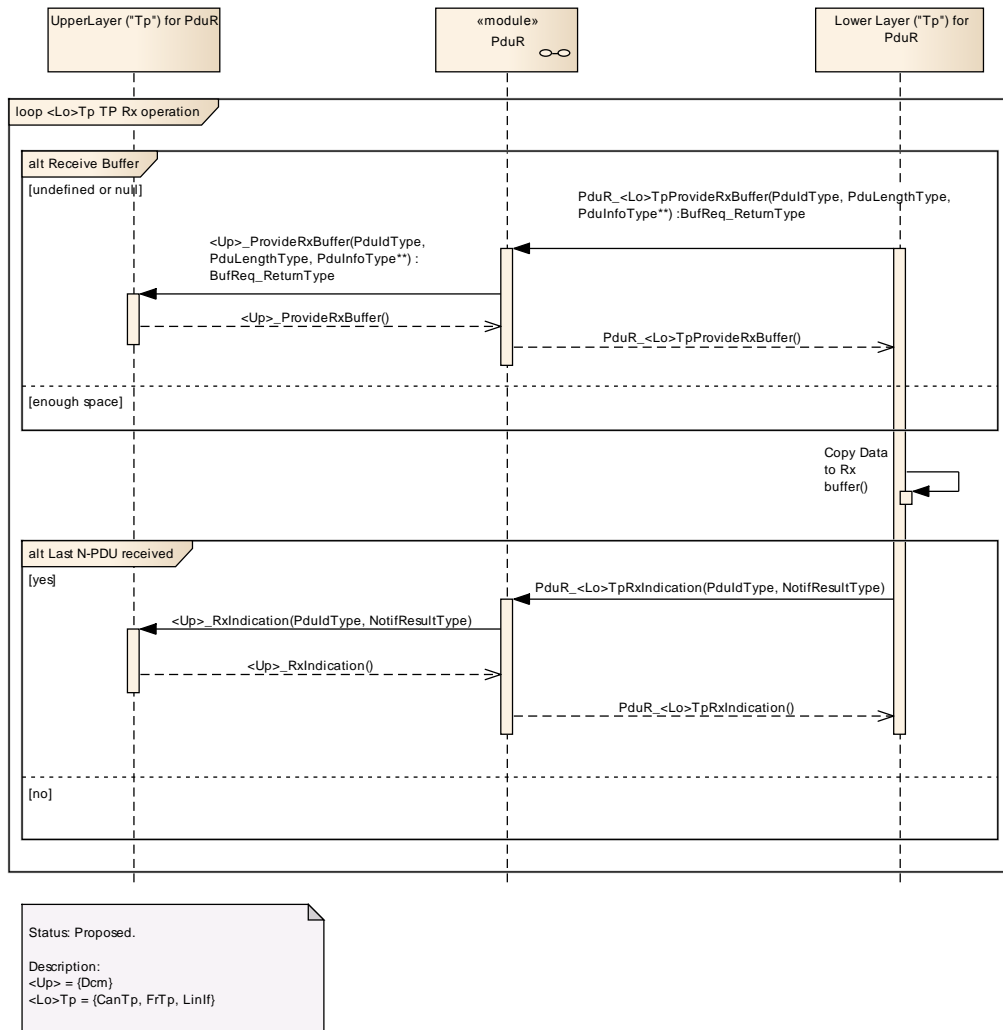 UpperLayer ("Tp") for PduR
«module»
PduR
Lower Layer ("Tp") for
PduR
loop <Lo>Tp TP Rx operation
alt Receive Buffer
[undefined or null]
PduR_<Lo>TpProvideRxBuffer(PduIdType, PduLengthType,
PduInfoType**) :BufReq_ReturnType
<Up>_ProvideRxBuffer(PduIdType,
PduLengthType, PduInfoType**) :
BufReq_ReturnType
<Up>_ProvideRxBuffer()
PduR_<Lo>TpProvideRxBuffer()
[enough space]
Copy Data
to Rx
buffer()
alt Last N-PDU received
[yes]
PduR_<Lo>TpRxIndication(PduIdType, NotifResultType)
<Up>_RxIndication(PduIdType, NotifResultType)
<Up>_RxIndication()
PduR_<Lo>TpRxIndication()
[no]
Status: Proposed.
Description:
<Up> = {Dcm}
<Lo>Tp = {CanTp, FrTp, LinIf}